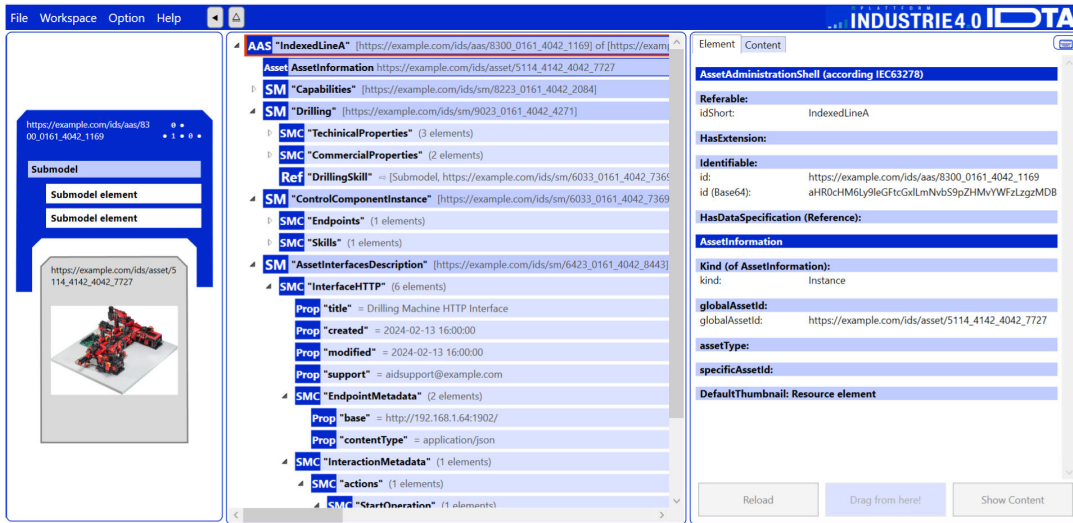 File Workspace Option Help
PLATTFORM
INDUSTRIE4.0 IDTA
https://example.com/ids/aas/83
00_0161_4042_1169
0
1 0
Submodel
Submodel element
Submodel element
https://example.com/ids/asset/5
114_4142_4042_7727
AAS "IndexedLineA" [https://example.com/ids/aas/8300_0161_4042_1169] of [https://examp
Asset AssetInformation https://example.com/ids/asset/5114_4142_4042_7727
SM "Capabilities" [https://example.com/ids/sm/8223_0161_4042_2084]
SM "Drilling" [https://example.com/ids/sm/9023_0161_4042_4271]
SMC "TechinicalProperties" (3 elements)
SMC "CommercialProperties" (2 elements)
Ref "DrillingSkill" ⇨ [Submodel, https://example.com/ids/sm/6033_0161_4042_7369
SM "ControlComponentInstance" [https://example.com/ids/sm/6033_0161_4042_7369
SMC "Endpoints" (1 elements)
SMC "Skills" (1 elements)
SM "AssetInterfacesDescription" [https://example.com/ids/sm/6423_0161_4042_8443]
SMC "InterfaceHTTP" (6 elements)
Prop "title" = Drilling Machine HTTP Interface
Prop "created" = 2024-02-13 16:00:00
Prop "modified" = 2024-02-13 16:00:00
Prop "support" = aidsupport@example.com
SMC "EndpointMetadata" (2 elements)
Prop "base" = http://192.168.1.64:1902/
Prop "contentType" = application/json
SMC "InteractionMetadata" (1 elements)
SMC "actions" (1 elements)
SMC "StartOperation" (1 elements)
Element Content
AssetAdministrationShell (according IEC63278)
Referable:
idShort: IndexedLineA
HasExtension:
Identifiable:
id: https://example.com/ids/aas/8300_0161_4042_1169
id (Base64): aHR0cHM6Ly9leGFtcGxlLmNvbS9pZHMvYWFzLzgzMDB
HasDataSpecification (Reference):
AssetInformation
Kind (of AssetInformation):
kind: Instance
globalAssetId:
globalAssetId: https://example.com/ids/asset/5114_4142_4042_7727
assetType:
specificAssetId:
DefaultThumbnail: Resource element
Reload Drag from here! Show Content